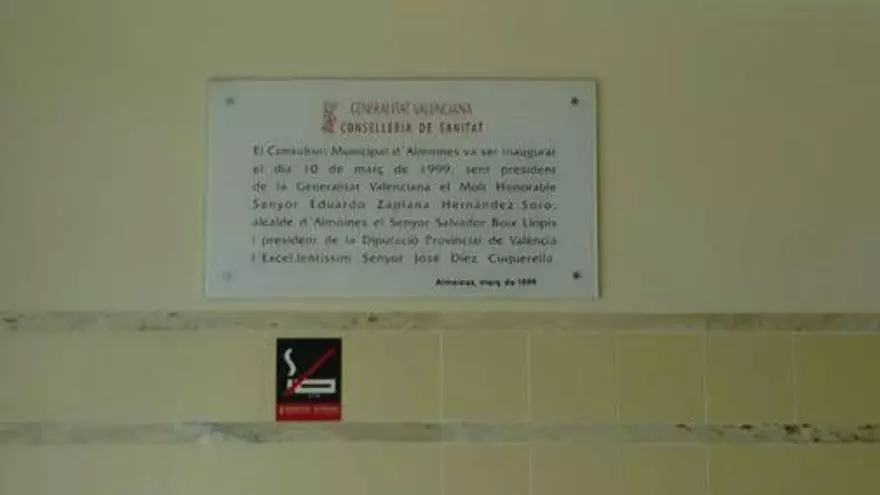 GENERALITAT VALENCIANA
CONSELLERIA DE SANITAT
El Consultori Municipal d'Almoines va ser inaugurat
el dia 10 de març de 1999, sent president
de la Generalitat Valenciana el Molt Honorable
Senyor Eduardo Zaplana Hernández-Soro,
alcalde d'Almoines el Senyor Salvador Boix Llopis
i president de la Diputació Provincial de València
l'Excel.lentíssim Senyor José Díez Cuquerella.
Almoines, març de 1999